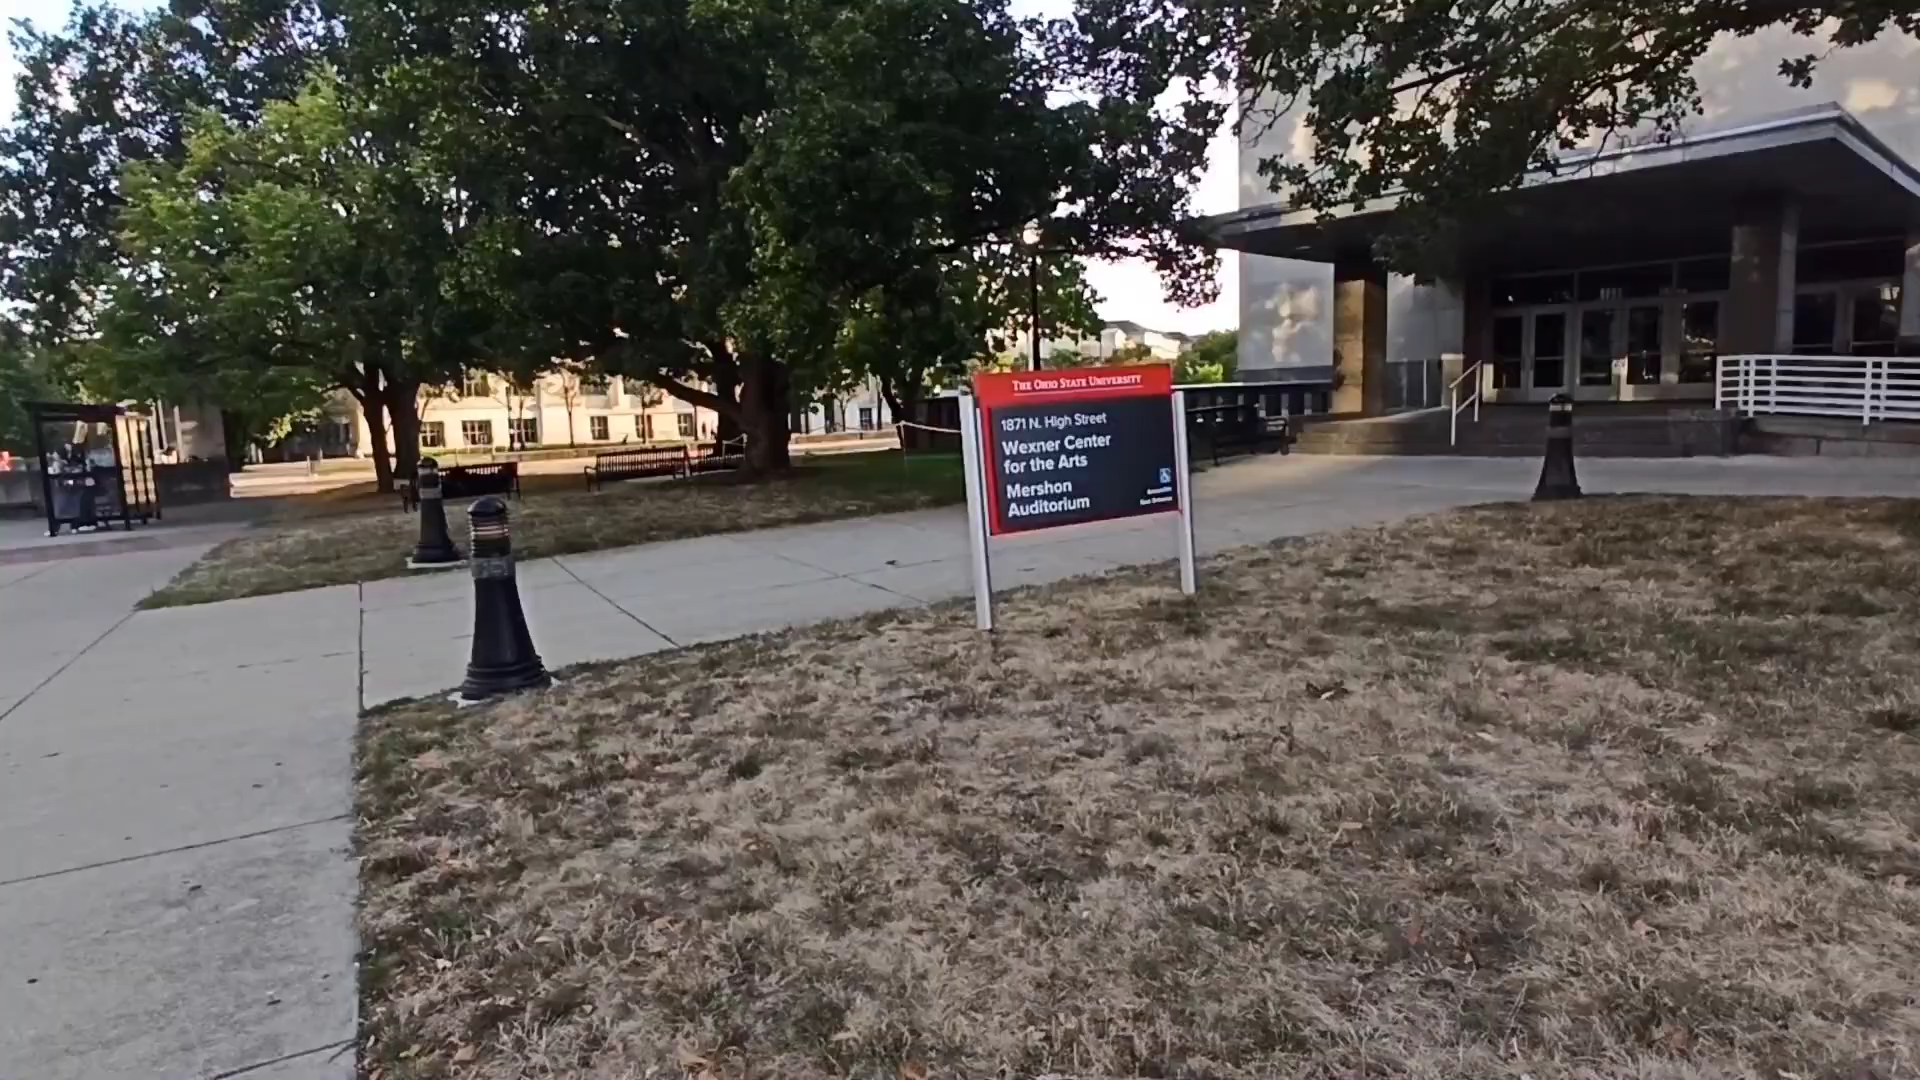 THE OHIO STATE UNIVERSITY
1871 N. High Street
Wexner Center
for the Arts
Mershon
Auditorium